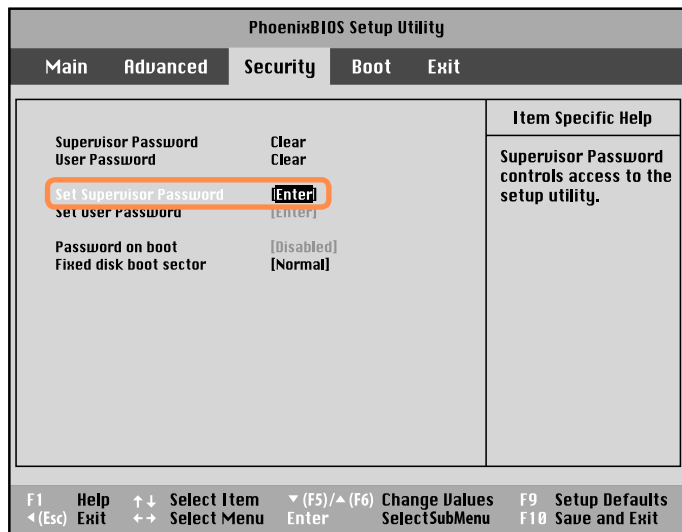 PhoenixBIOS Setup Utility
Main Advanced Security Boot Exit
Item Specific Help
Supervisor Password Clear
User Password Clear
Supervisor Password
controls access to the
setup utility.
Set Supervisor Password [Enter]
Set User Password [Enter]
Password on boot [Disabled]
Fixed disk boot sector [Normal]
F1 Help ↑↓ Select Item ▼(F5)/▲(F6) Change Values F9 Setup Defaults
◄(Esc) Exit ←→ Select Menu Enter SelectSubMenu F10 Save and Exit